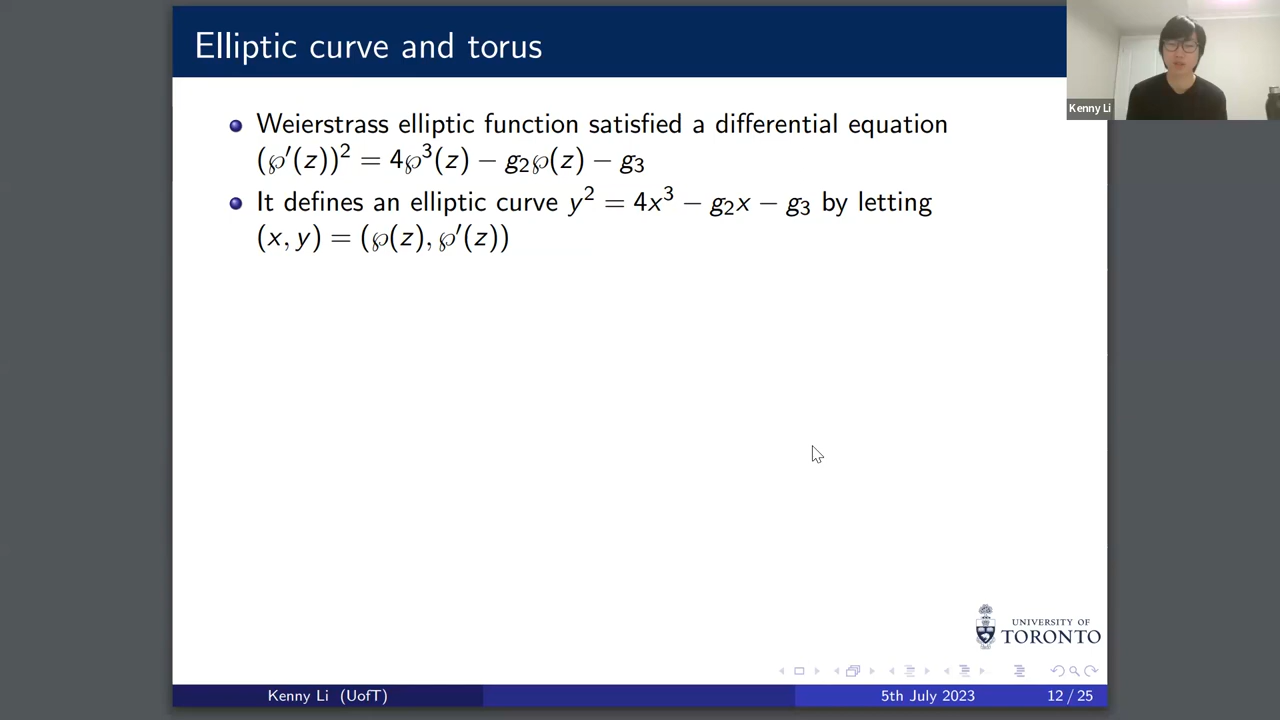 Elliptic curve and torus
Kenny Li
Weierstrass elliptic function satisfied a differential equation
(℘′(z))² = 4℘³(z) − g₂℘(z) − g₃
It defines an elliptic curve y² = 4x³ − g₂x − g₃ by letting
(x, y) = (℘(z), ℘′(z))
UNIVERSITY OF
TORONTO
Kenny Li (UofT)
5th July 2023
12 / 25